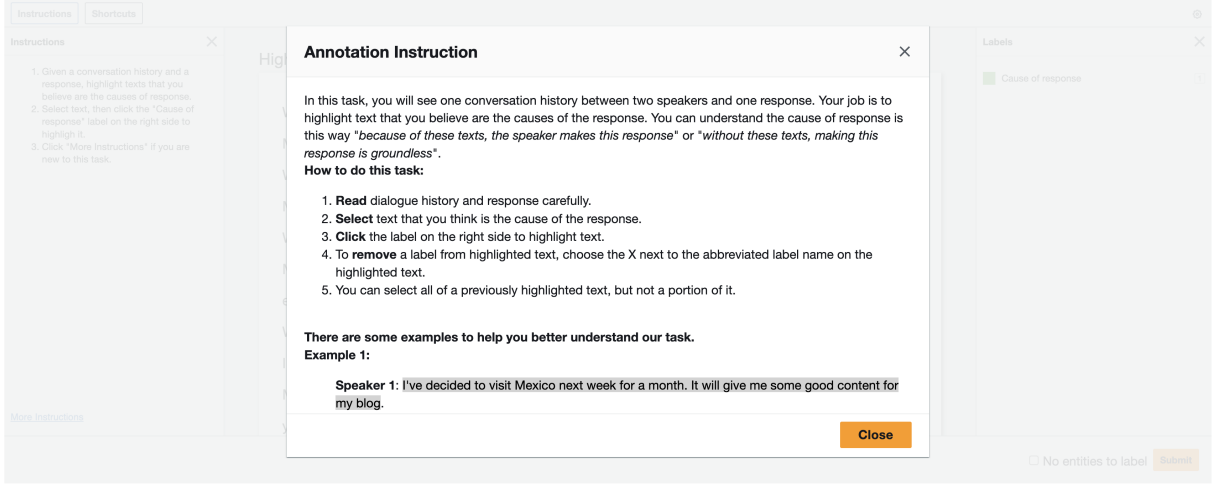 Instructions
Shortcuts
Instructions
1. Given a conversation history and a
response, highlight texts that you
believe are the causes of response.
2. Select text, then click the "Cause of
response" label on the right side to
highligh it.
3. Click "More Instructions" if you are
new to this task.
More Instructions
High
Annotation Instruction
In this task, you will see one conversation history between two speakers and one response. Your job is to
highlight text that you believe are the causes of the response. You can understand the cause of response is
this way "because of these texts, the speaker makes this response" or "without these texts, making this
response is groundless".
How to do this task:
1. Read dialogue history and response carefully.
2. Select text that you think is the cause of the response.
3. Click the label on the right side to highlight text.
4. To remove a label from highlighted text, choose the X next to the abbreviated label name on the
highlighted text.
5. You can select all of a previously highlighted text, but not a portion of it.
There are some examples to help you better understand our task.
Example 1:
Speaker 1: I've decided to visit Mexico next week for a month. It will give me some good content for
my blog.
Close
Labels
Cause of response
No entities to label
Submit